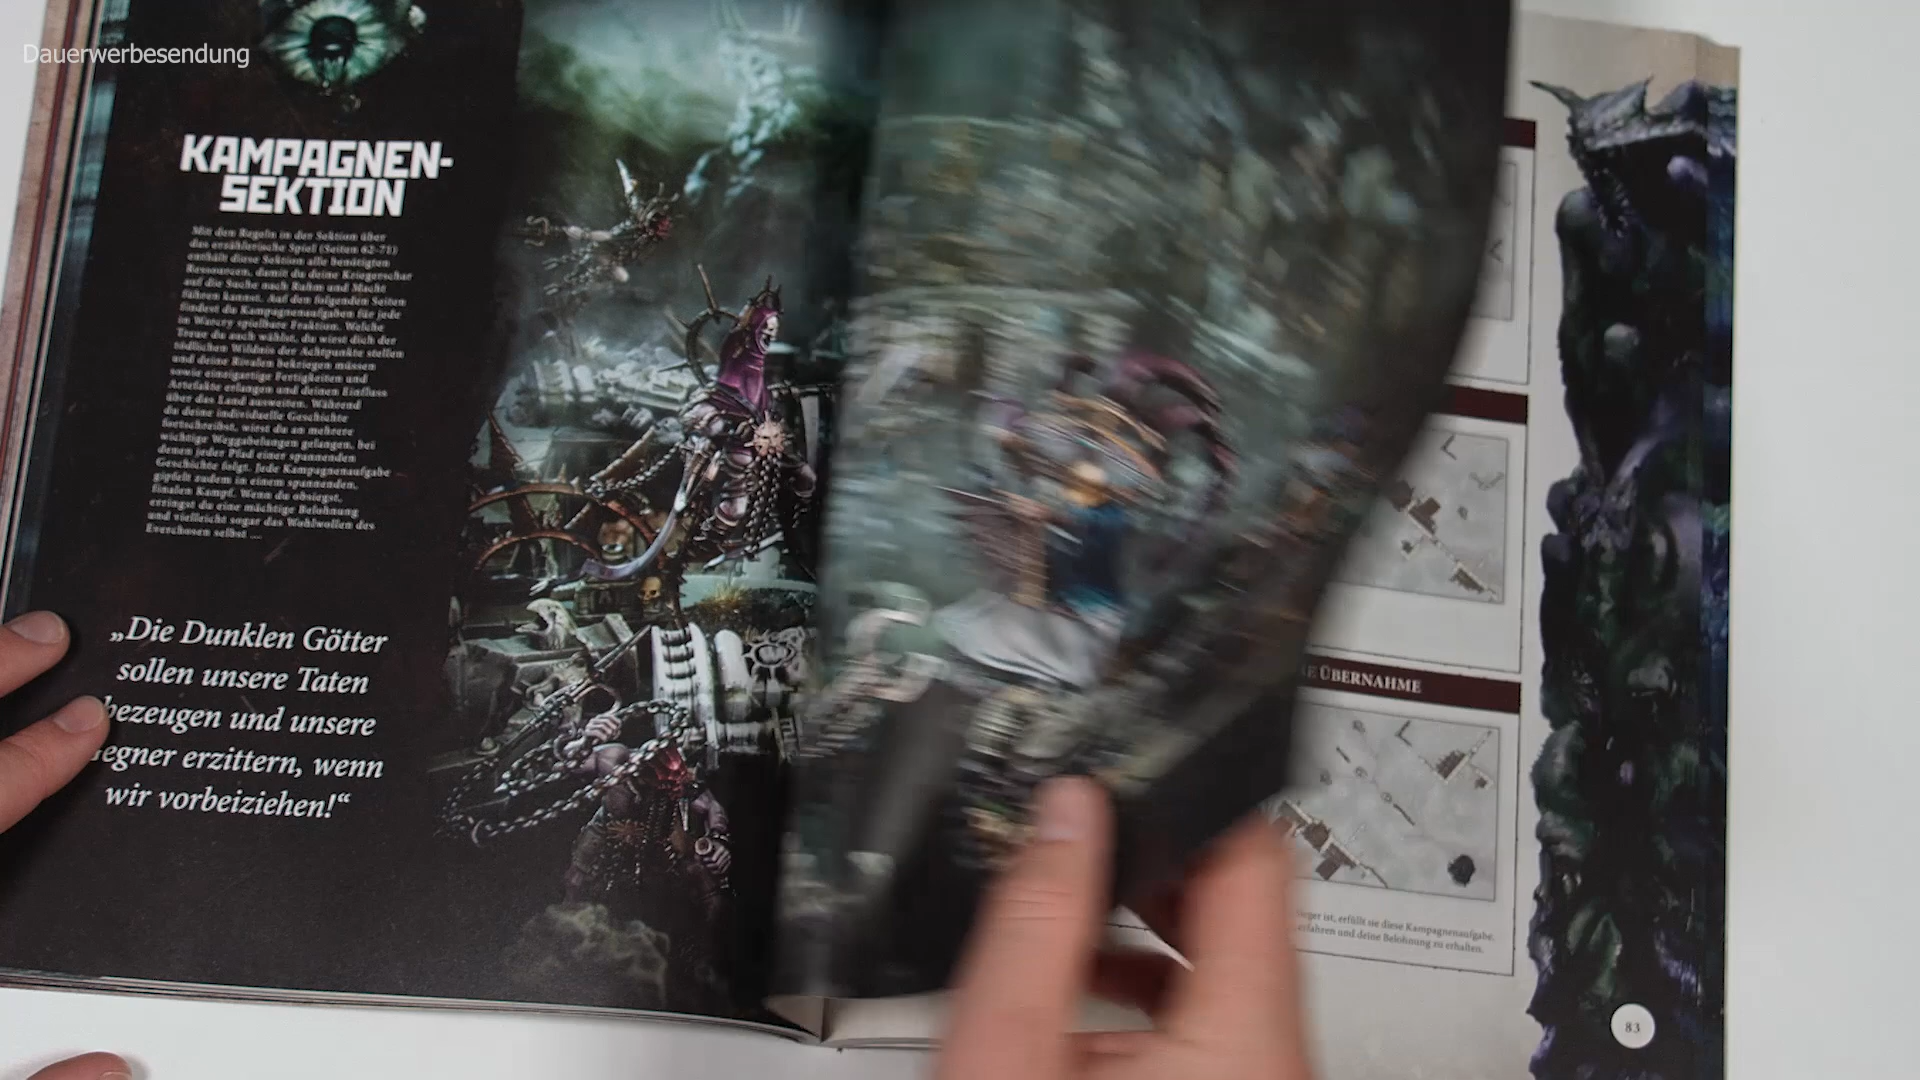 Dauerwerbesendung
KAMPAGNEN-
SEKTION
Mit den Regeln in der Sektion über
das erzählerische Spiel (Seiten 62-71)
enthält diese Sektion alle benötigten
Ressourcen, damit du deine Kriegerschar
auf die Suche nach Ruhm und Macht
führen kannst. Auf den folgenden Seiten
findest du Kampagnenaufgaben für jede
in Warcry spielbare Fraktion. Welche
Treue du auch wählst, du wirst dich der
tödlichen Wildnis der Achtpunkte stellen
und deine Rivalen bekriegen müssen
sowie einzigartige Fertigkeiten und
Artefakte erlangen und deinen Einfluss
über das Land ausweiten. Während
du deine individuelle Geschichte
fortschreibst, wirst du an mehrere
wichtige Weggabelungen gelangen, bei
denen jeder Pfad einer spannenden
Geschichte folgt. Jede Kampagnenaufgabe
gipfelt zudem in einem spannenden,
finalen Kampf. Wenn du obsiegst,
erringst du eine mächtige Belohnung
und vielleicht sogar das Wohlwollen des
Everchosen selbst ...
„Die Dunklen Götter
sollen unsere Taten
bezeugen und unsere
egner erzittern, wenn
wir vorbeiziehen!“
ÜBERNAHME
ist, erfüllt sie diese Kampagnenaufgabe.
erfahren und deine Belohnung zu erhalten.
83